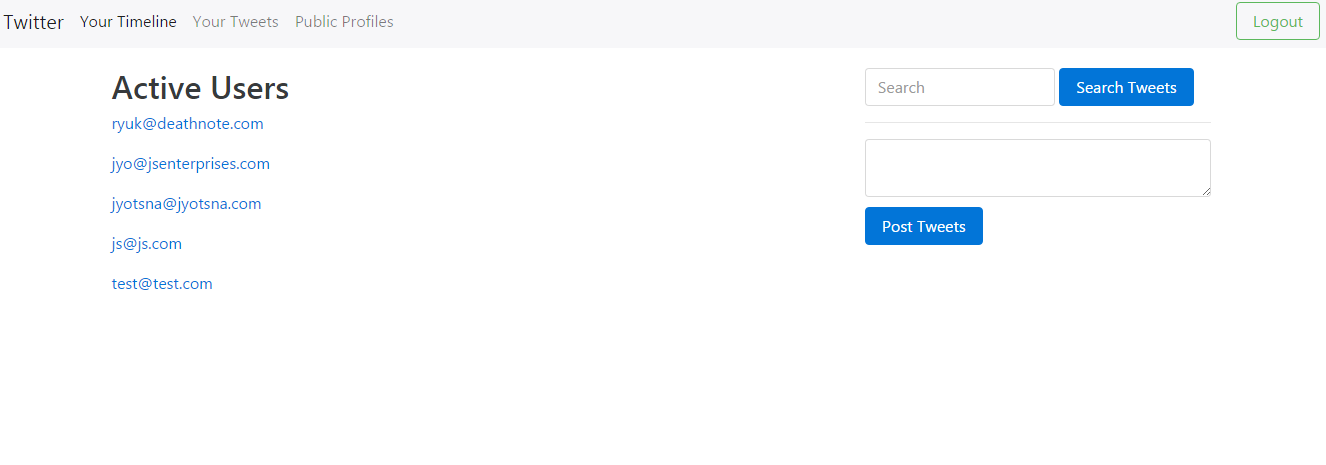 Twitter Your Timeline Your Tweets Public Profiles Logout
Active Users
ryuk@deathnote.com
jyo@jsenterprises.com
jyotsna@jyotsna.com
js@js.com
test@test.com
Search Search Tweets
Post Tweets